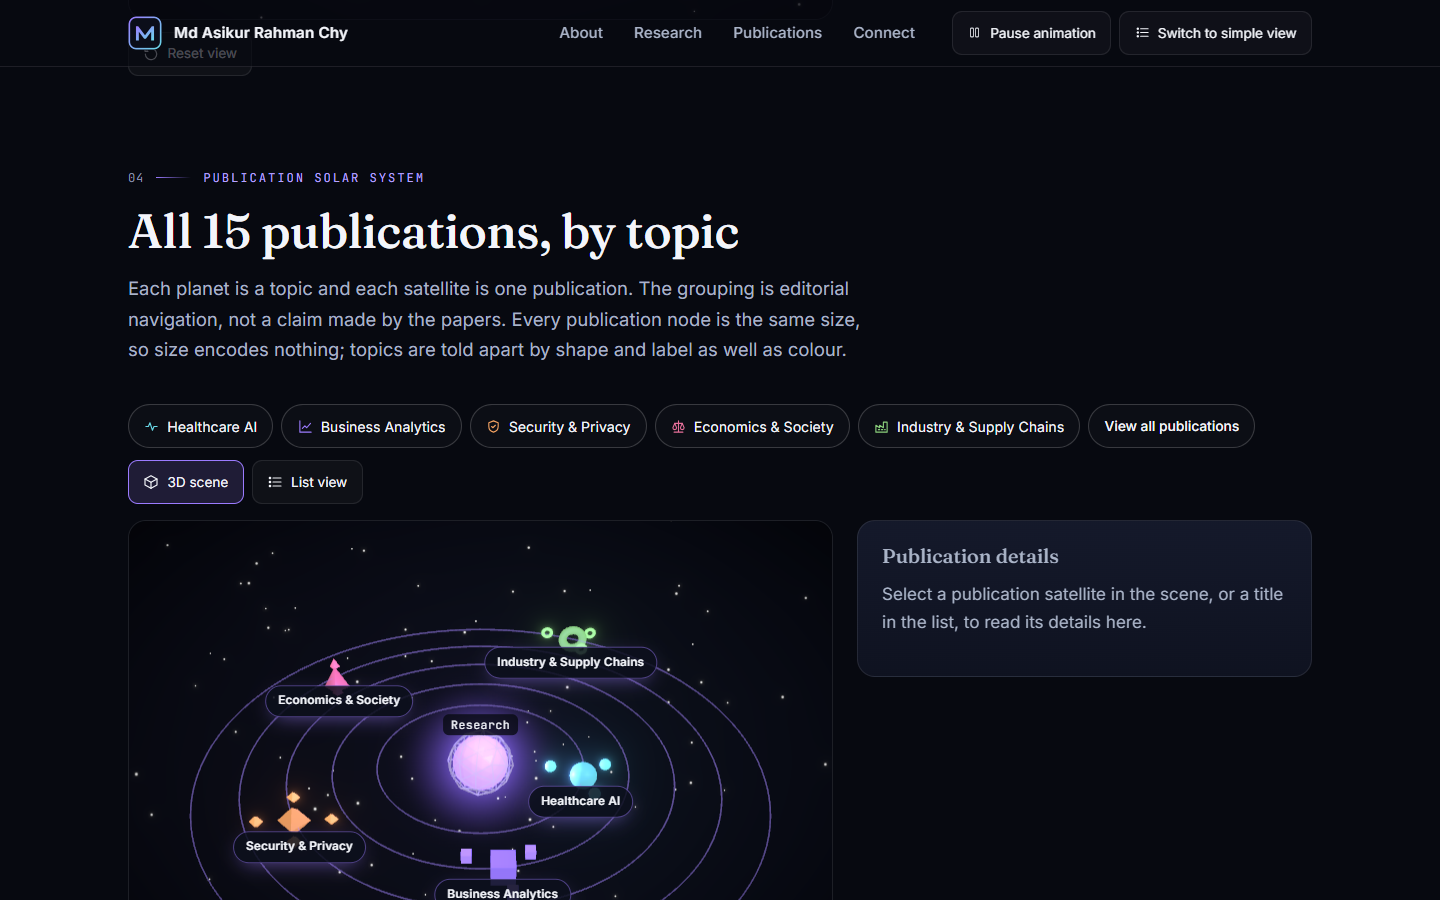 Md Asikur Rahman Chy
About
Research
Publications
Connect
Pause animation
Switch to simple view
Reset view
04
PUBLICATION SOLAR SYSTEM
All 15 publications, by topic
Each planet is a topic and each satellite is one publication. The grouping is editorial
navigation, not a claim made by the papers. Every publication node is the same size,
so size encodes nothing; topics are told apart by shape and label as well as colour.
Healthcare AI
Business Analytics
Security & Privacy
Economics & Society
Industry & Supply Chains
View all publications
3D scene
List view
Publication details
Select a publication satellite in the scene, or a title
in the list, to read its details here.
Industry & Supply Chains
Economics & Society
Research
Healthcare AI
Security & Privacy
Business Analytics